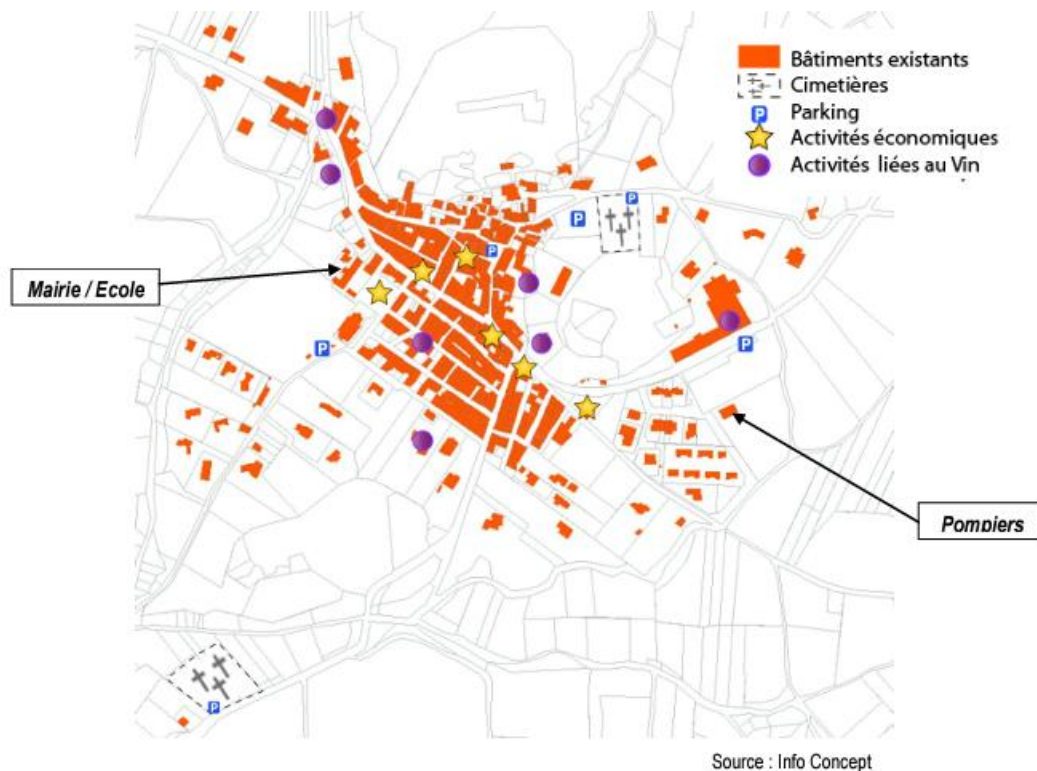 Bâtiments existants
Cimetières
P Parking
Activités économiques
Activités liées au Vin
P
P
P
Mairie / Ecole
P
P
Pompiers
P
Source : Info Concept